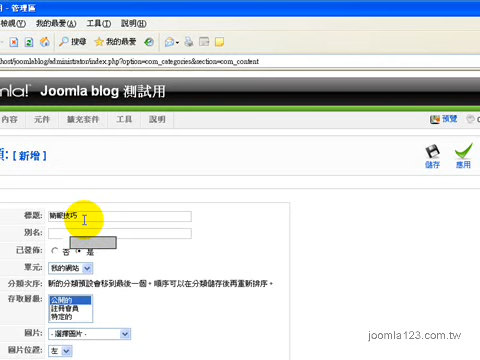 用 - 管理區
檢視(V) 我的最愛(A) 工具(T) 說明(H)
搜尋 我的最愛
host/joomlablog/administrator/index.php?option=com_categories&section=com_content
mla! Joomla blog 測試用
內容 元件 擴充套件 工具 說明 預覽
類: [ 新增 ] 儲存 應用
標題: 簡報技巧
別名:
已發佈: 否 是
單元: 我的網站
分類次序: 新的分類預設會移到最後一個。順序可以在分類儲存後再重新排序。
存取層級: 公開的
註冊會員
特定的
圖片: - 選擇圖片 -
圖片位置: 左
joomla123.com.tw